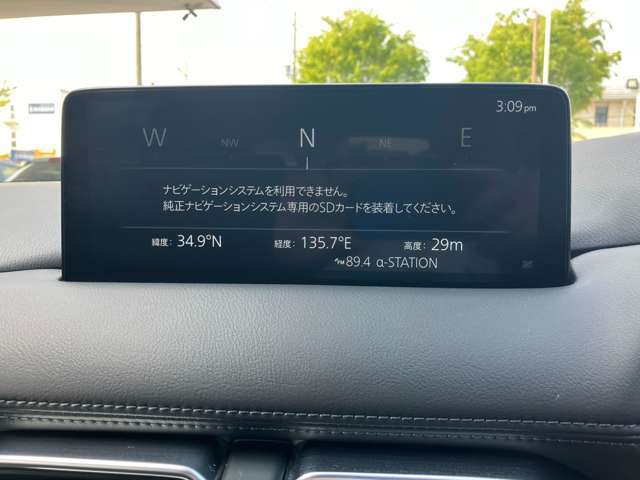 3:09pm
W NW N NE E
ナビゲーションシステムを利用できません。
純正ナビゲーションシステム専用のSDカードを装着してください。
緯度: 34.9°N 経度: 135.7°E 高度: 29m
FM 89.4 α-STATION